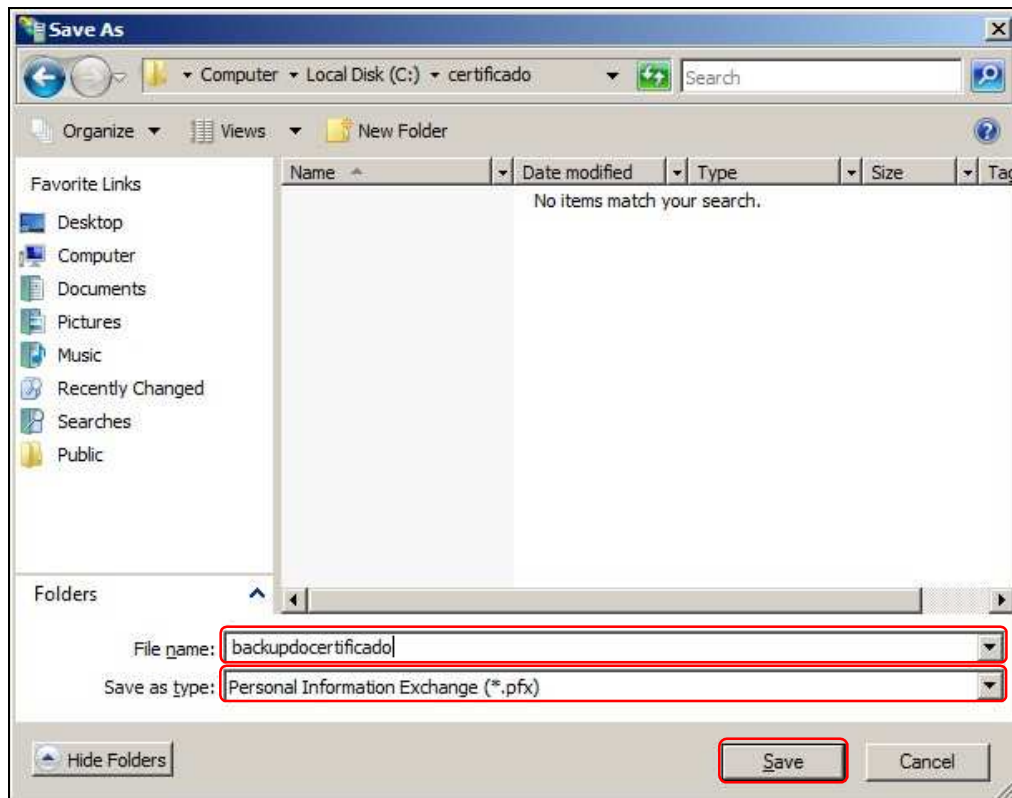 Save As
Computer Local Disk (C:) certificado Search
Organize Views New Folder
Favorite Links
Desktop
Computer
Documents
Pictures
Music
Recently Changed
Searches
Public
Name Date modified Type Size Tag
No items match your search.
Folders
File name: backupdocertificado
Save as type: Personal Information Exchange (*.pfx)
Hide Folders Save Cancel